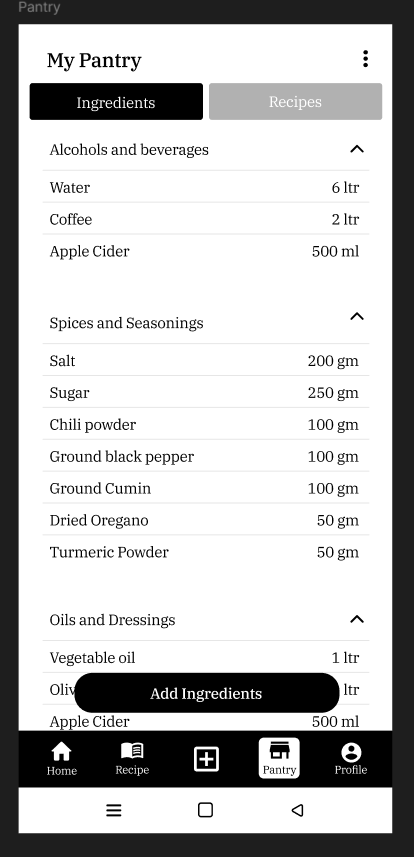 Pantry
My Pantry
Ingredients Recipes
Alcohols and beverages
Water 6 ltr
Coffee 2 ltr
Apple Cider 500 ml
Spices and Seasonings
Salt 200 gm
Sugar 250 gm
Chili powder 100 gm
Ground black pepper 100 gm
Ground Cumin 100 gm
Dried Oregano 50 gm
Turmeric Powder 50 gm
Oils and Dressings
Vegetable oil 1 ltr
ltr
Add Ingredients
Apple Cider 500 ml
Home Recipe Pantry Profile